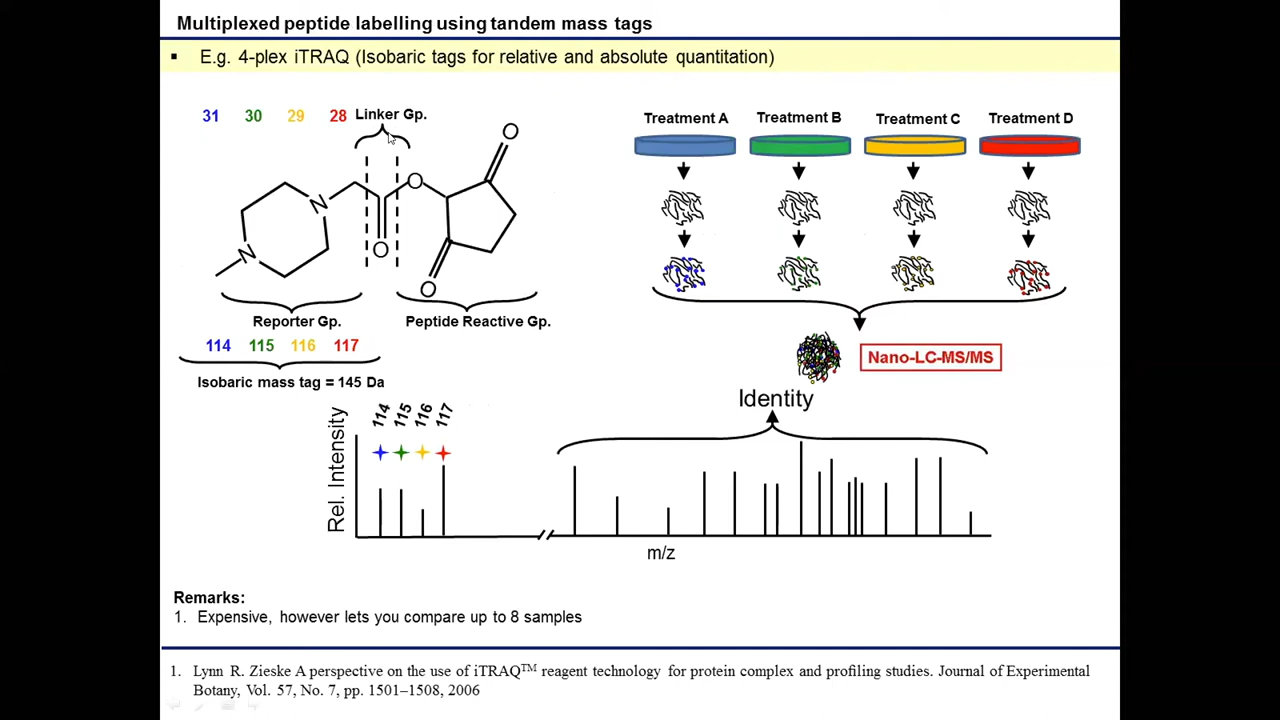 Multiplexed peptide labelling using tandem mass tags
▪ E.g. 4-plex iTRAQ (Isobaric tags for relative and absolute quantitation)
31 30 29 28 Linker Gp.
O
N
O
N
O
O
Reporter Gp.
Peptide Reactive Gp.
114 115 116 117
Isobaric mass tag = 145 Da
Treatment A Treatment B Treatment C Treatment D
Nano-LC-MS/MS
Identity
114 115 116 117
Rel. Intensity
m/z
Remarks:
1. Expensive, however lets you compare up to 8 samples
1. Lynn R. Zieske A perspective on the use of iTRAQTM reagent technology for protein complex and profiling studies. Journal of Experimental
Botany, Vol. 57, No. 7, pp. 1501–1508, 2006